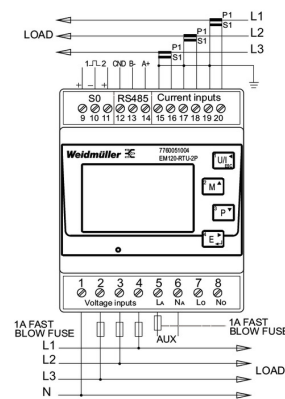 P1 L1
S1
LOAD P1 L2
S1
P1 L3
S1
1 2 GND B- A+
+ - +
S0 RS485 Current inputs
9 10 11 12 13 14 15 16 17 18 19 20
Weidmüller 7760051004
EM120-RTU-2P
U/I
esc
M
P
E
1 2 3 4 5 6 7 8
Voltage inputs LA NA Lo No
1A FAST
BLOW FUSE
AUX
1A FAST
BLOW FUSE
L1
L2
L3
N
LOAD